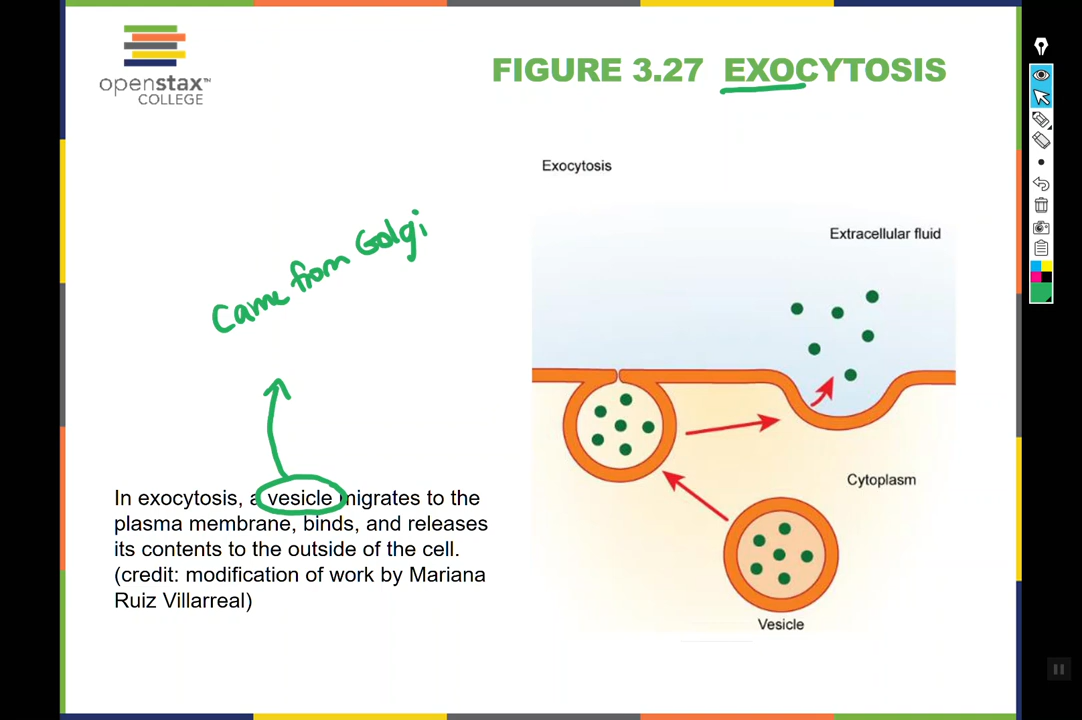 openstax™
COLLEGE
FIGURE 3.27 EXOCYTOSIS
Exocytosis
Extracellular fluid
Came from Golgi
Cytoplasm
Vesicle
In exocytosis, a vesicle migrates to the
plasma membrane, binds, and releases
its contents to the outside of the cell.
(credit: modification of work by Mariana
Ruiz Villarreal)